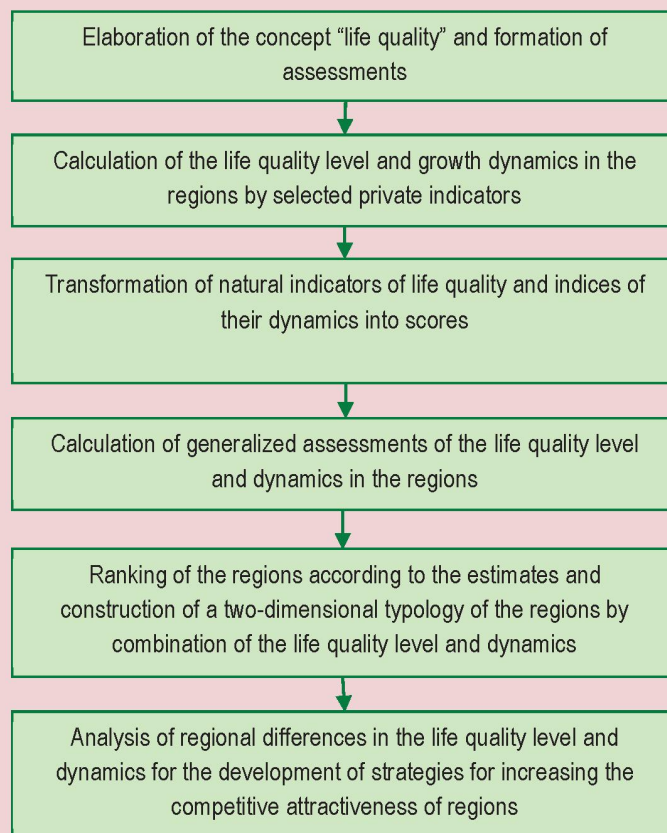 Elaboration of the concept “life quality” and formation of
assessments
Calculation of the life quality level and growth dynamics in the
regions by selected private indicators
Transformation of natural indicators of life quality and indices of
their dynamics into scores
Calculation of generalized assessments of the life quality level
and dynamics in the regions
Ranking of the regions according to the estimates and
construction of a two-dimensional typology of the regions by
combination of the life quality level and dynamics
Analysis of regional differences in the life quality level and
dynamics for the development of strategies for increasing the
competitive attractiveness of regions